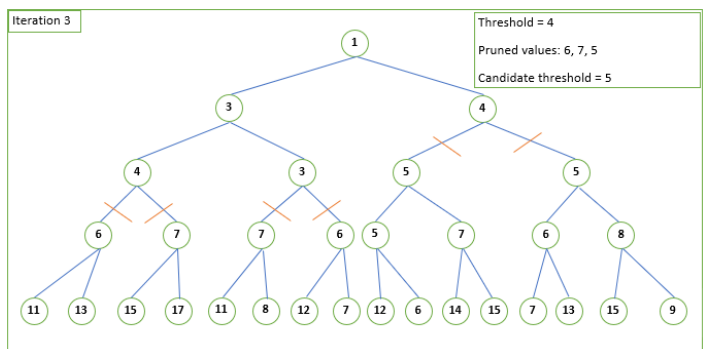 Iteration 3
Threshold = 4
Pruned values: 6, 7, 5
Candidate threshold = 5
1
3 4
4 3 5 5
6 7 7 6 5 7 6 8
11 13 15 17 11 8 12 7 12 6 14 15 7 13 15 9